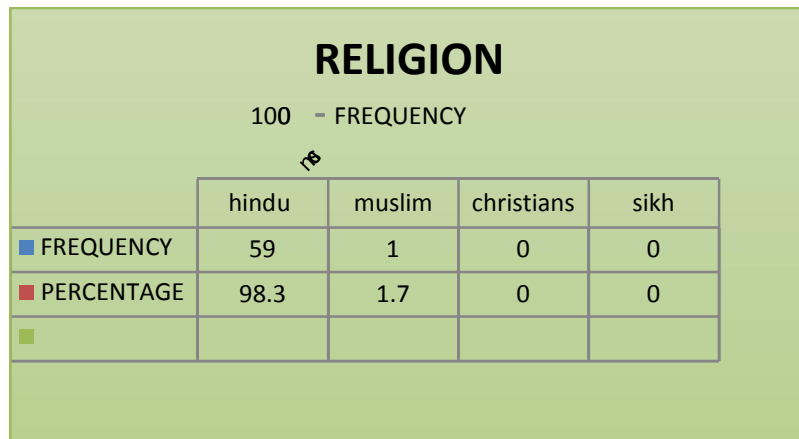 RELIGION
100 - FREQUENCY
hindu muslim christians sikh
FREQUENCY 59 1 0 0
PERCENTAGE 98.3 1.7 0 0